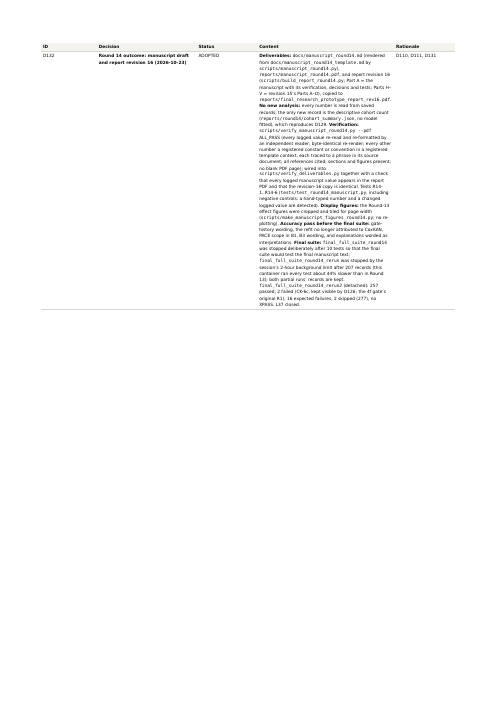 ID Decision Status Content Rationale
D132 Round 14 outcome: manuscript draft and report revision 16 (2026-10-23) ADOPTED D110, D111, D131
Deliverables: docs/manuscript_round14.md (rendered
from docs/manuscript_round14_template.md by
scripts/manuscript_round14.py),
reports/manuscript_round14.pdf, and report revision 16
(scripts/build_report_round14.py; Part A = the
manuscript with its verification, decisions and tests; Parts H–
V = revision 15's Parts A–O), copied to
reports/final_research_prototype_report_rev16.pdf.
No new analysis: every number is read from saved
records; the only new record is the descriptive cohort count
(reports/round14/cohort_summary.json, no model
fitted), which reproduces D129. Verification:
scripts/verify_manuscript_round14.py --pdf
ALL_PASS (every logged value re-read and re-formatted by
an independent reader; byte-identical re-render; every other
number a registered constant or convention in a registered
template context, each traced to a phrase in its source
document; all references cited; sections and figures present;
no blank PDF page); wired into
scripts/verify_deliverables.py together with a check
that every logged manuscript value appears in the report
PDF and that the revision-16 copy is identical. Tests R14-
1..R14-6 (tests/test_round14_manuscript.py, including
negative controls: a hand-typed number and a changed
logged value are detected). Display figures: the Round-13
effect figures were cropped and tiled for page width
(scripts/make_manuscript_figures_round14.py; no re-
plotting). Accuracy pass before the final suite: gate-
history wording, the refit no longer attributed to CoxKAN,
PACE scope in B1, B3 wording, and explanations worded as
interpretations. Final suite: final_full_suite_round14
was stopped deliberately after 10 tests so that the final
suite would test the final manuscript text;
final_full_suite_round14_rerun was stopped by the
session's 2-hour background limit after 207 records (this
container ran every test about 44% slower than in Round
13); both partial runs' records are kept.
final_full_suite_round14_rerun2 (detached): 257
passed, 2 failed (CK-6c, kept visible by D126; the 4f gate's
original R1), 16 expected failures, 2 skipped (277), no
XPASS. L37 closed.